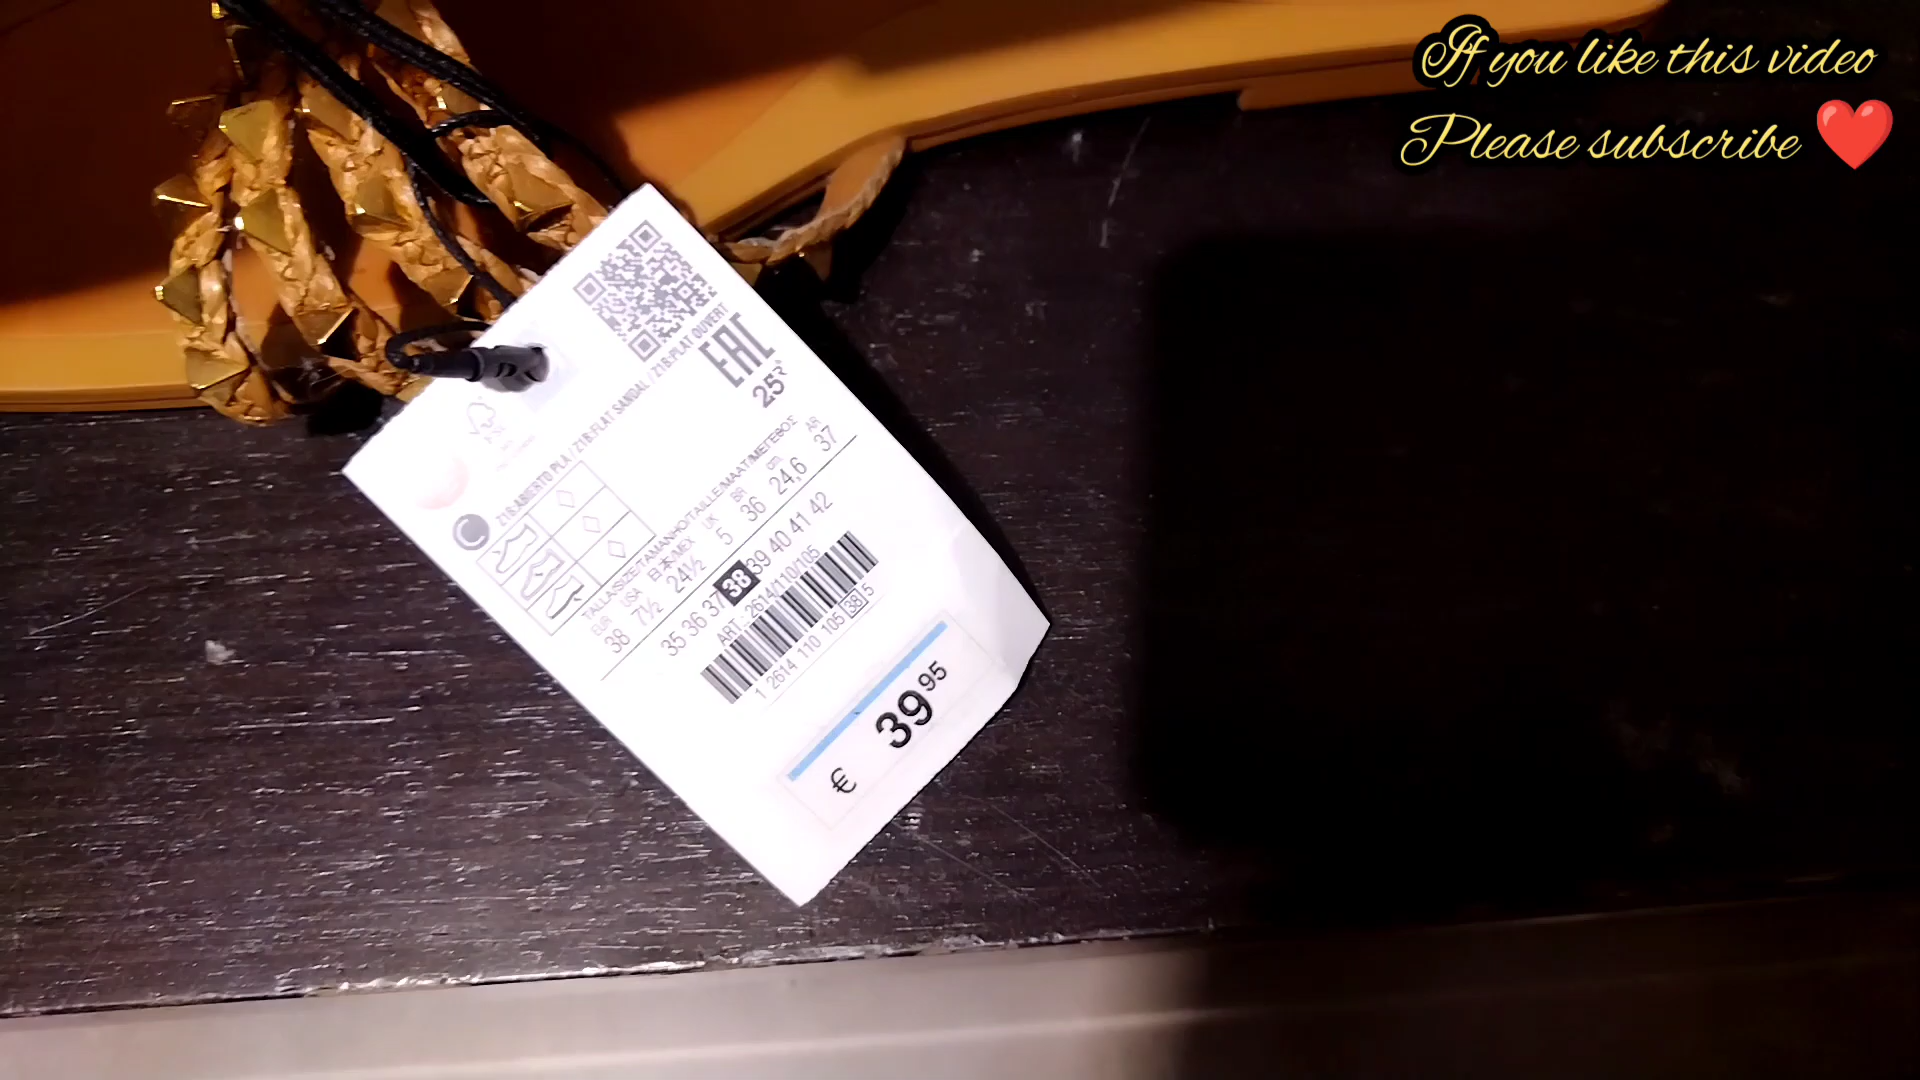 If you like this video
Please subscribe ❤️
EAC
25
Z1B:ABIERTO PLA / Z1B:FLAT SANDAL / Z1B:PLAT OUVERT
TALLA/SIZE/TAMANHO/TAILLE/MAAT/ΜΕΓΕΘΟΣ
EUR USA 日本/MEX UK BR cm AR
38 7½ 24½ 5 36 24,6 37
35 36 37 38 39 40 41 42
ART.: 2614/110/105
1 2614 110 105 38 5
€ 39 95